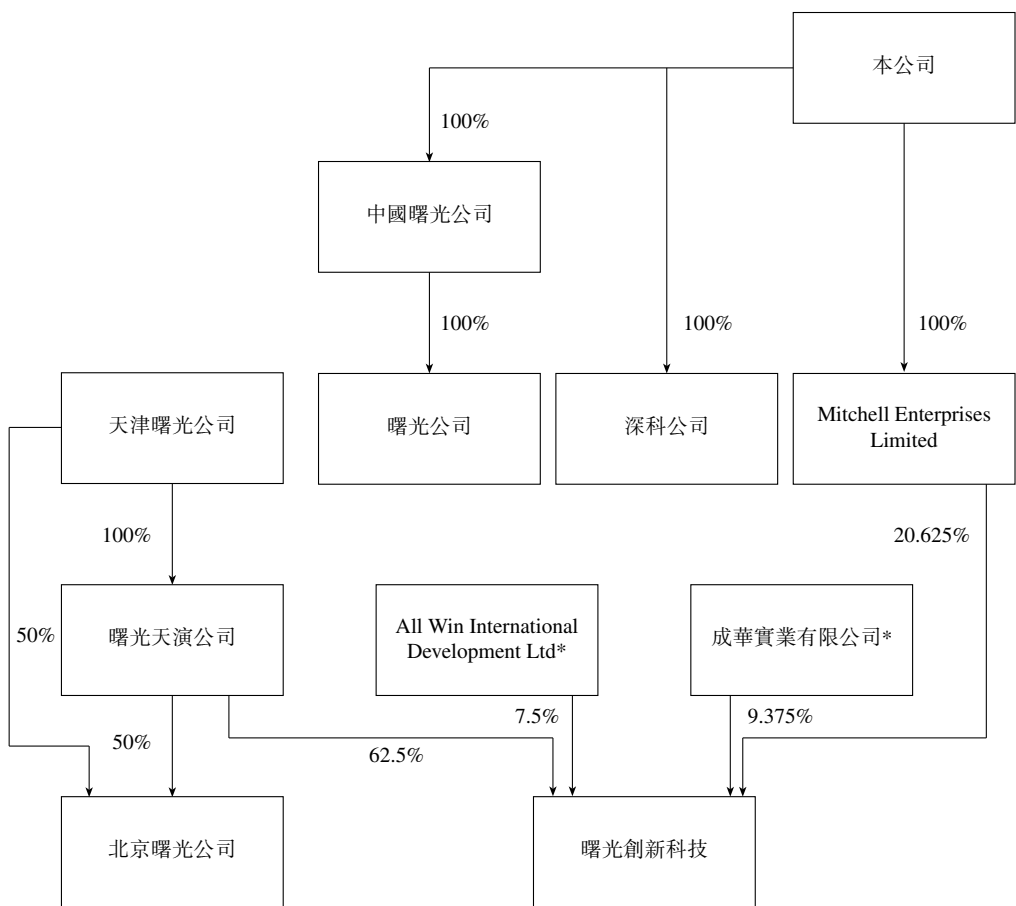 本公司
100%
中國曙光公司
100%
100%
100%
天津曙光公司
曙光公司
深科公司
Mitchell Enterprises
Limited
100%
20.625%
50%
曙光天演公司
All Win International
Development Ltd*
成華實業有限公司*
50%
62.5%
7.5%
9.375%
北京曙光公司
曙光創新科技